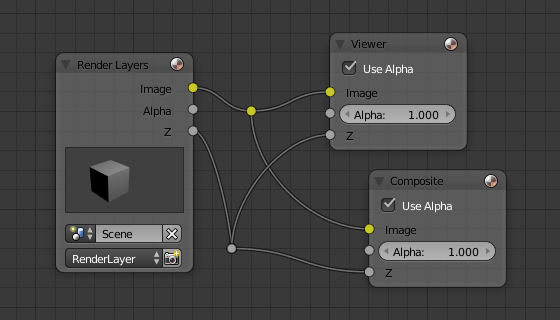 Render Layers
Image
Alpha
Z
Scene
RenderLayer
Viewer
Use Alpha
Image
Alpha: 1.000
Z
Composite
Use Alpha
Image
Alpha: 1.000
Z